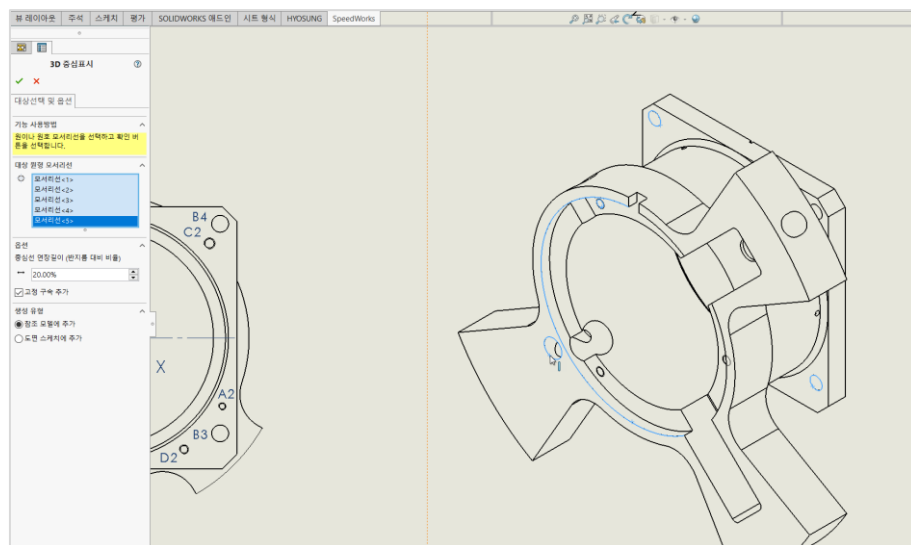 뷰 레이아웃 주석 스케치 평가 SOLIDWORKS 애드인 시트 형식 HYOSUNG SpeedWorks
3D 중심표시
대상선택 및 옵션
기능 사용방법
원이나 원호 모서리선을 선택하고 확인 버
튼을 선택합니다.
대상 원형 모서리선
모서리선<1>
모서리선<2>
모서리선<3>
모서리선<4>
모서리선<5>
옵션
중심선 연장길이 (반지름 대비 비율)
20.00%
고정 구속 추가
생성 유형
참조 모델에 추가
도면 스케치에 추가
B4
C2
X
A2
B3
D2